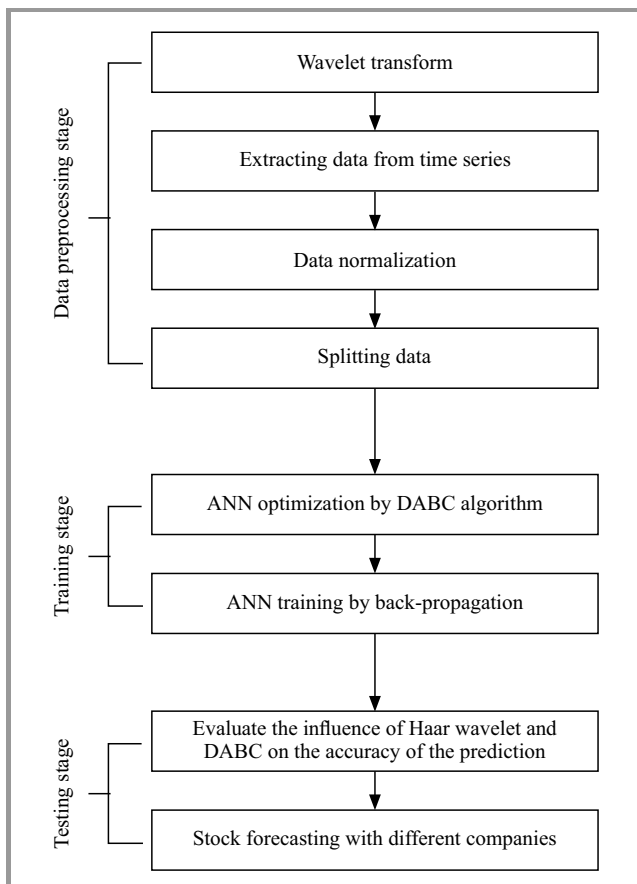 Data preprocessing stage
Wavelet transform
Extracting data from time series
Data normalization
Splitting data
Training stage
ANN optimization by DABC algorithm
ANN training by back-propagation
Testing stage
Evaluate the influence of Haar wavelet and
DABC on the accuracy of the prediction
Stock forecasting with different companies